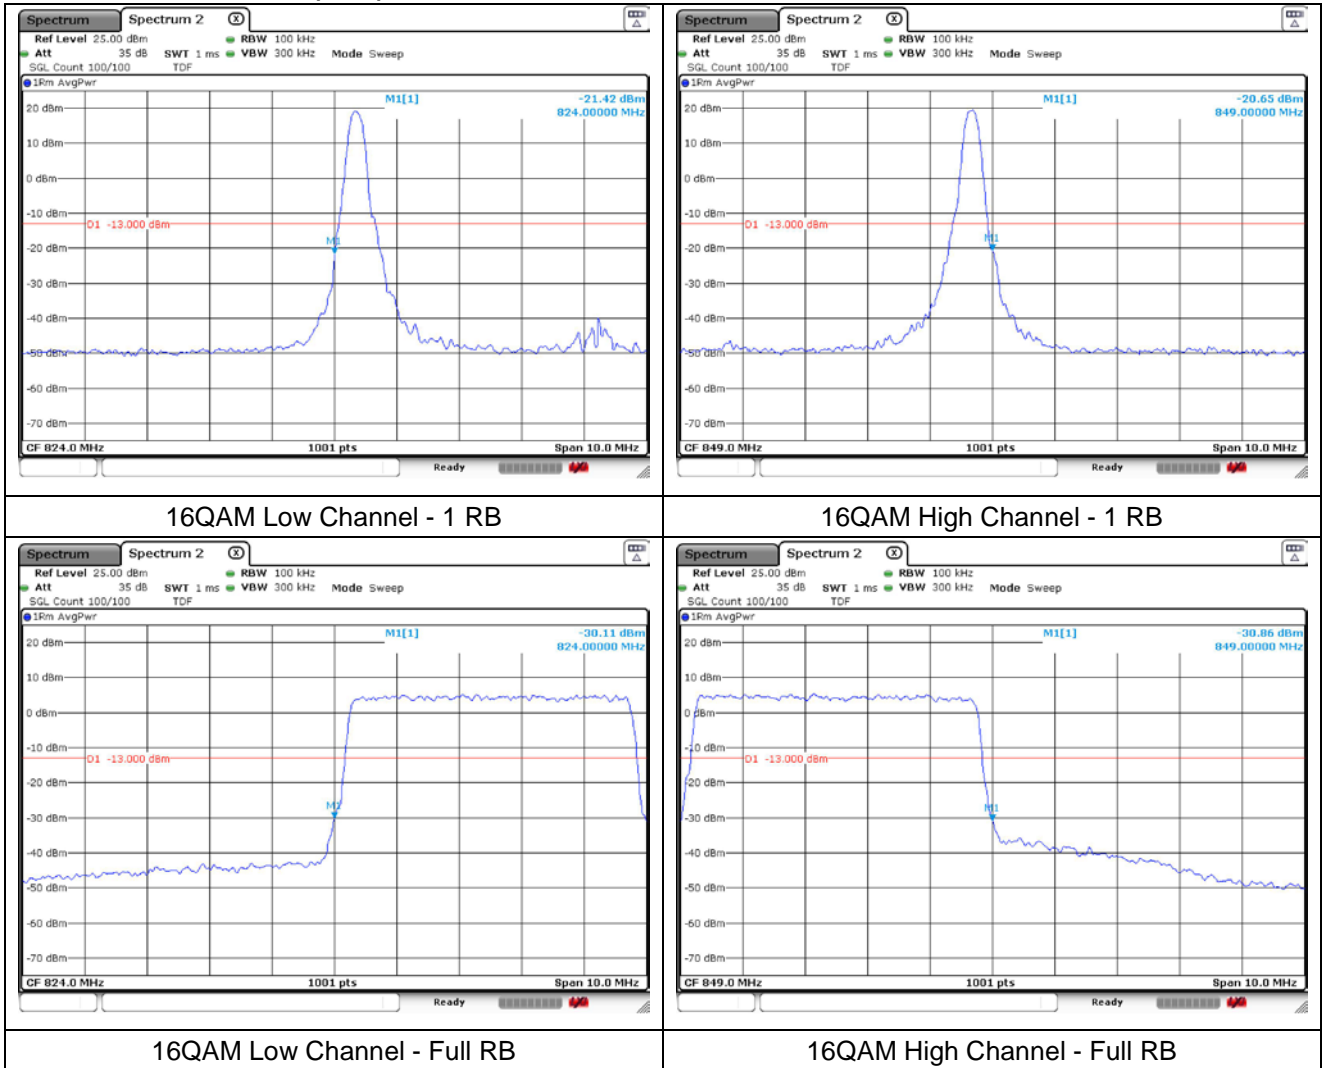 Spectrum Spectrum 2 X
Ref Level 25.00 dBm RBW 100 kHz
Att 35 dB SWT 1 ms VBW 300 kHz Mode Sweep
SGL Count 100/100 TDF
1Rm AvgPwr
M1[1] -21.42 dBm
824.00000 MHz
20 dBm
10 dBm
0 dBm
-10 dBm
D1 -13.000 dBm
M1
-20 dBm
-30 dBm
-40 dBm
-50 dBm
-60 dBm
-70 dBm
CF 824.0 MHz 1001 pts Span 10.0 MHz
Ready
16QAM Low Channel - 1 RB
Spectrum Spectrum 2 X
Ref Level 25.00 dBm RBW 100 kHz
Att 35 dB SWT 1 ms VBW 300 kHz Mode Sweep
SGL Count 100/100 TDF
1Rm AvgPwr
M1[1] -20.65 dBm
849.00000 MHz
20 dBm
10 dBm
0 dBm
-10 dBm
D1 -13.000 dBm
M1
-20 dBm
-30 dBm
-40 dBm
-50 dBm
-60 dBm
-70 dBm
CF 849.0 MHz 1001 pts Span 10.0 MHz
Ready
16QAM High Channel - 1 RB
Spectrum Spectrum 2 X
Ref Level 25.00 dBm RBW 100 kHz
Att 35 dB SWT 1 ms VBW 300 kHz Mode Sweep
SGL Count 100/100 TDF
1Rm AvgPwr
M1[1] -30.11 dBm
824.00000 MHz
20 dBm
10 dBm
0 dBm
-10 dBm
D1 -13.000 dBm
-20 dBm
M1
-30 dBm
-40 dBm
-50 dBm
-60 dBm
-70 dBm
CF 824.0 MHz 1001 pts Span 10.0 MHz
Ready
16QAM Low Channel - Full RB
Spectrum Spectrum 2 X
Ref Level 25.00 dBm RBW 100 kHz
Att 35 dB SWT 1 ms VBW 300 kHz Mode Sweep
SGL Count 100/100 TDF
1Rm AvgPwr
M1[1] -30.86 dBm
849.00000 MHz
20 dBm
10 dBm
0 dBm
-10 dBm
D1 -13.000 dBm
-20 dBm
M1
-30 dBm
-40 dBm
-50 dBm
-60 dBm
-70 dBm
CF 849.0 MHz 1001 pts Span 10.0 MHz
Ready
16QAM High Channel - Full RB